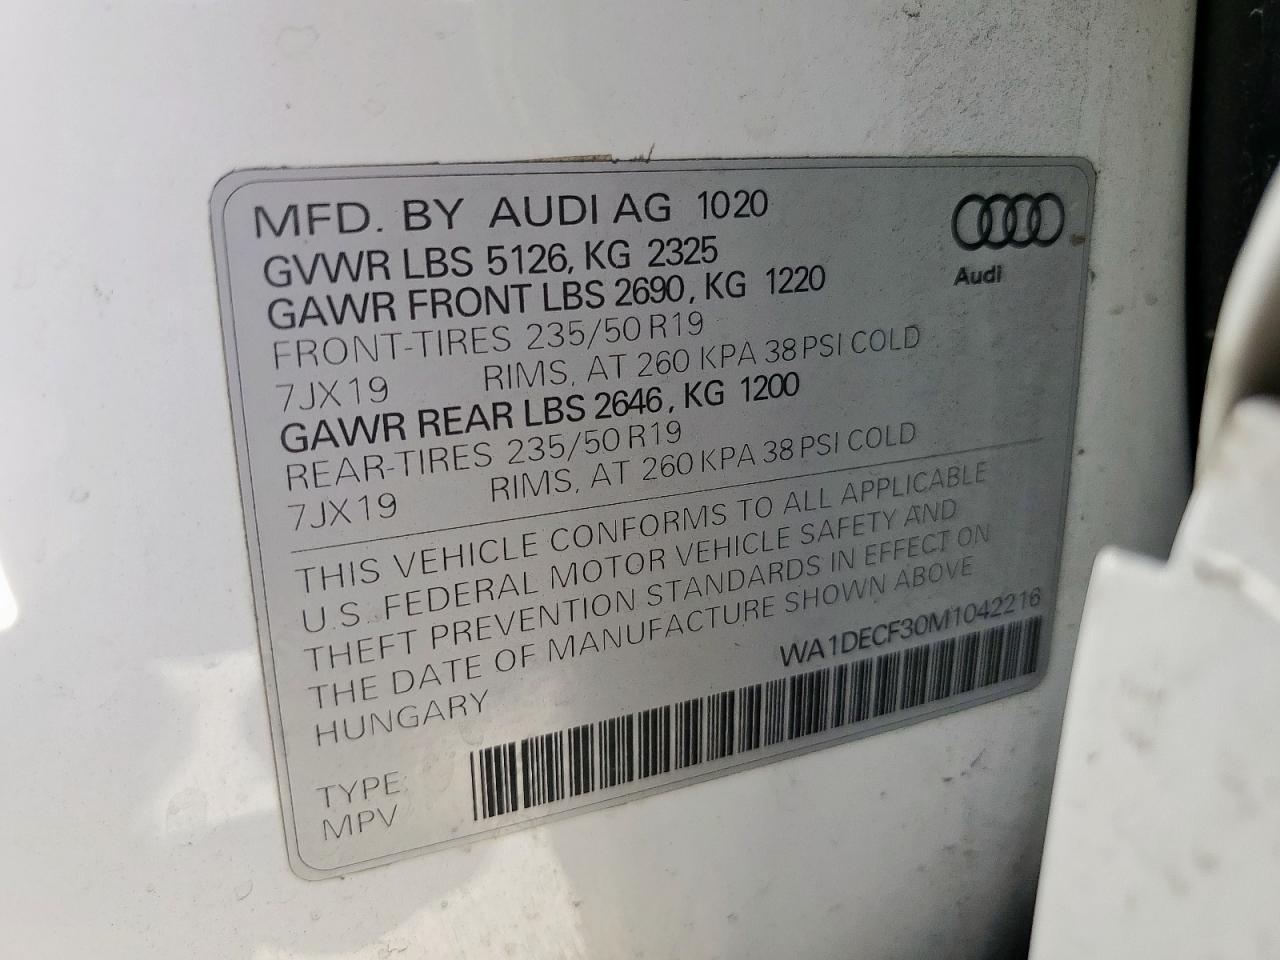 MFD. BY AUDI AG 1020
GVWR LBS 5126, KG 2325
GAWR FRONT LBS 2690, KG 1220
FRONT-TIRES 235/50 R19
7JX19 RIMS, AT 260 KPA 38 PSI COLD
GAWR REAR LBS 2646, KG 1200
REAR-TIRES 235/50 R19
7JX19 RIMS, AT 260 KPA 38 PSI COLD
Audi
THIS VEHICLE CONFORMS TO ALL APPLICABLE
U.S. FEDERAL MOTOR VEHICLE SAFETY AND
THEFT PREVENTION STANDARDS IN EFFECT ON
THE DATE OF MANUFACTURE SHOWN ABOVE
HUNGARY
WA1DECF30M1042216
TYPE:
MPV